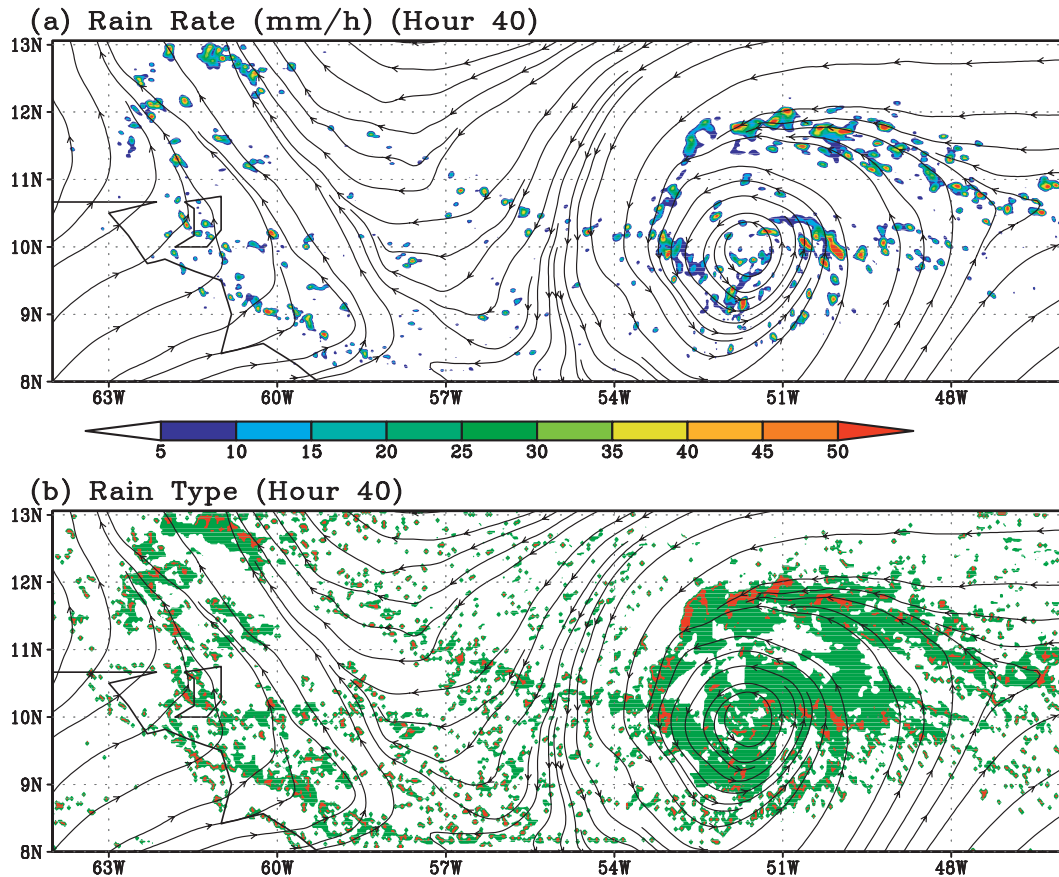 (a) Rain Rate (mm/h) (Hour 40)
13N
12N
11N
10N
9N
8N
63W 60W 57W 54W 51W 48W
5 10 15 20 25 30 35 40 45 50
(b) Rain Type (Hour 40)
13N
12N
11N
10N
9N
8N
63W 60W 57W 54W 51W 48W